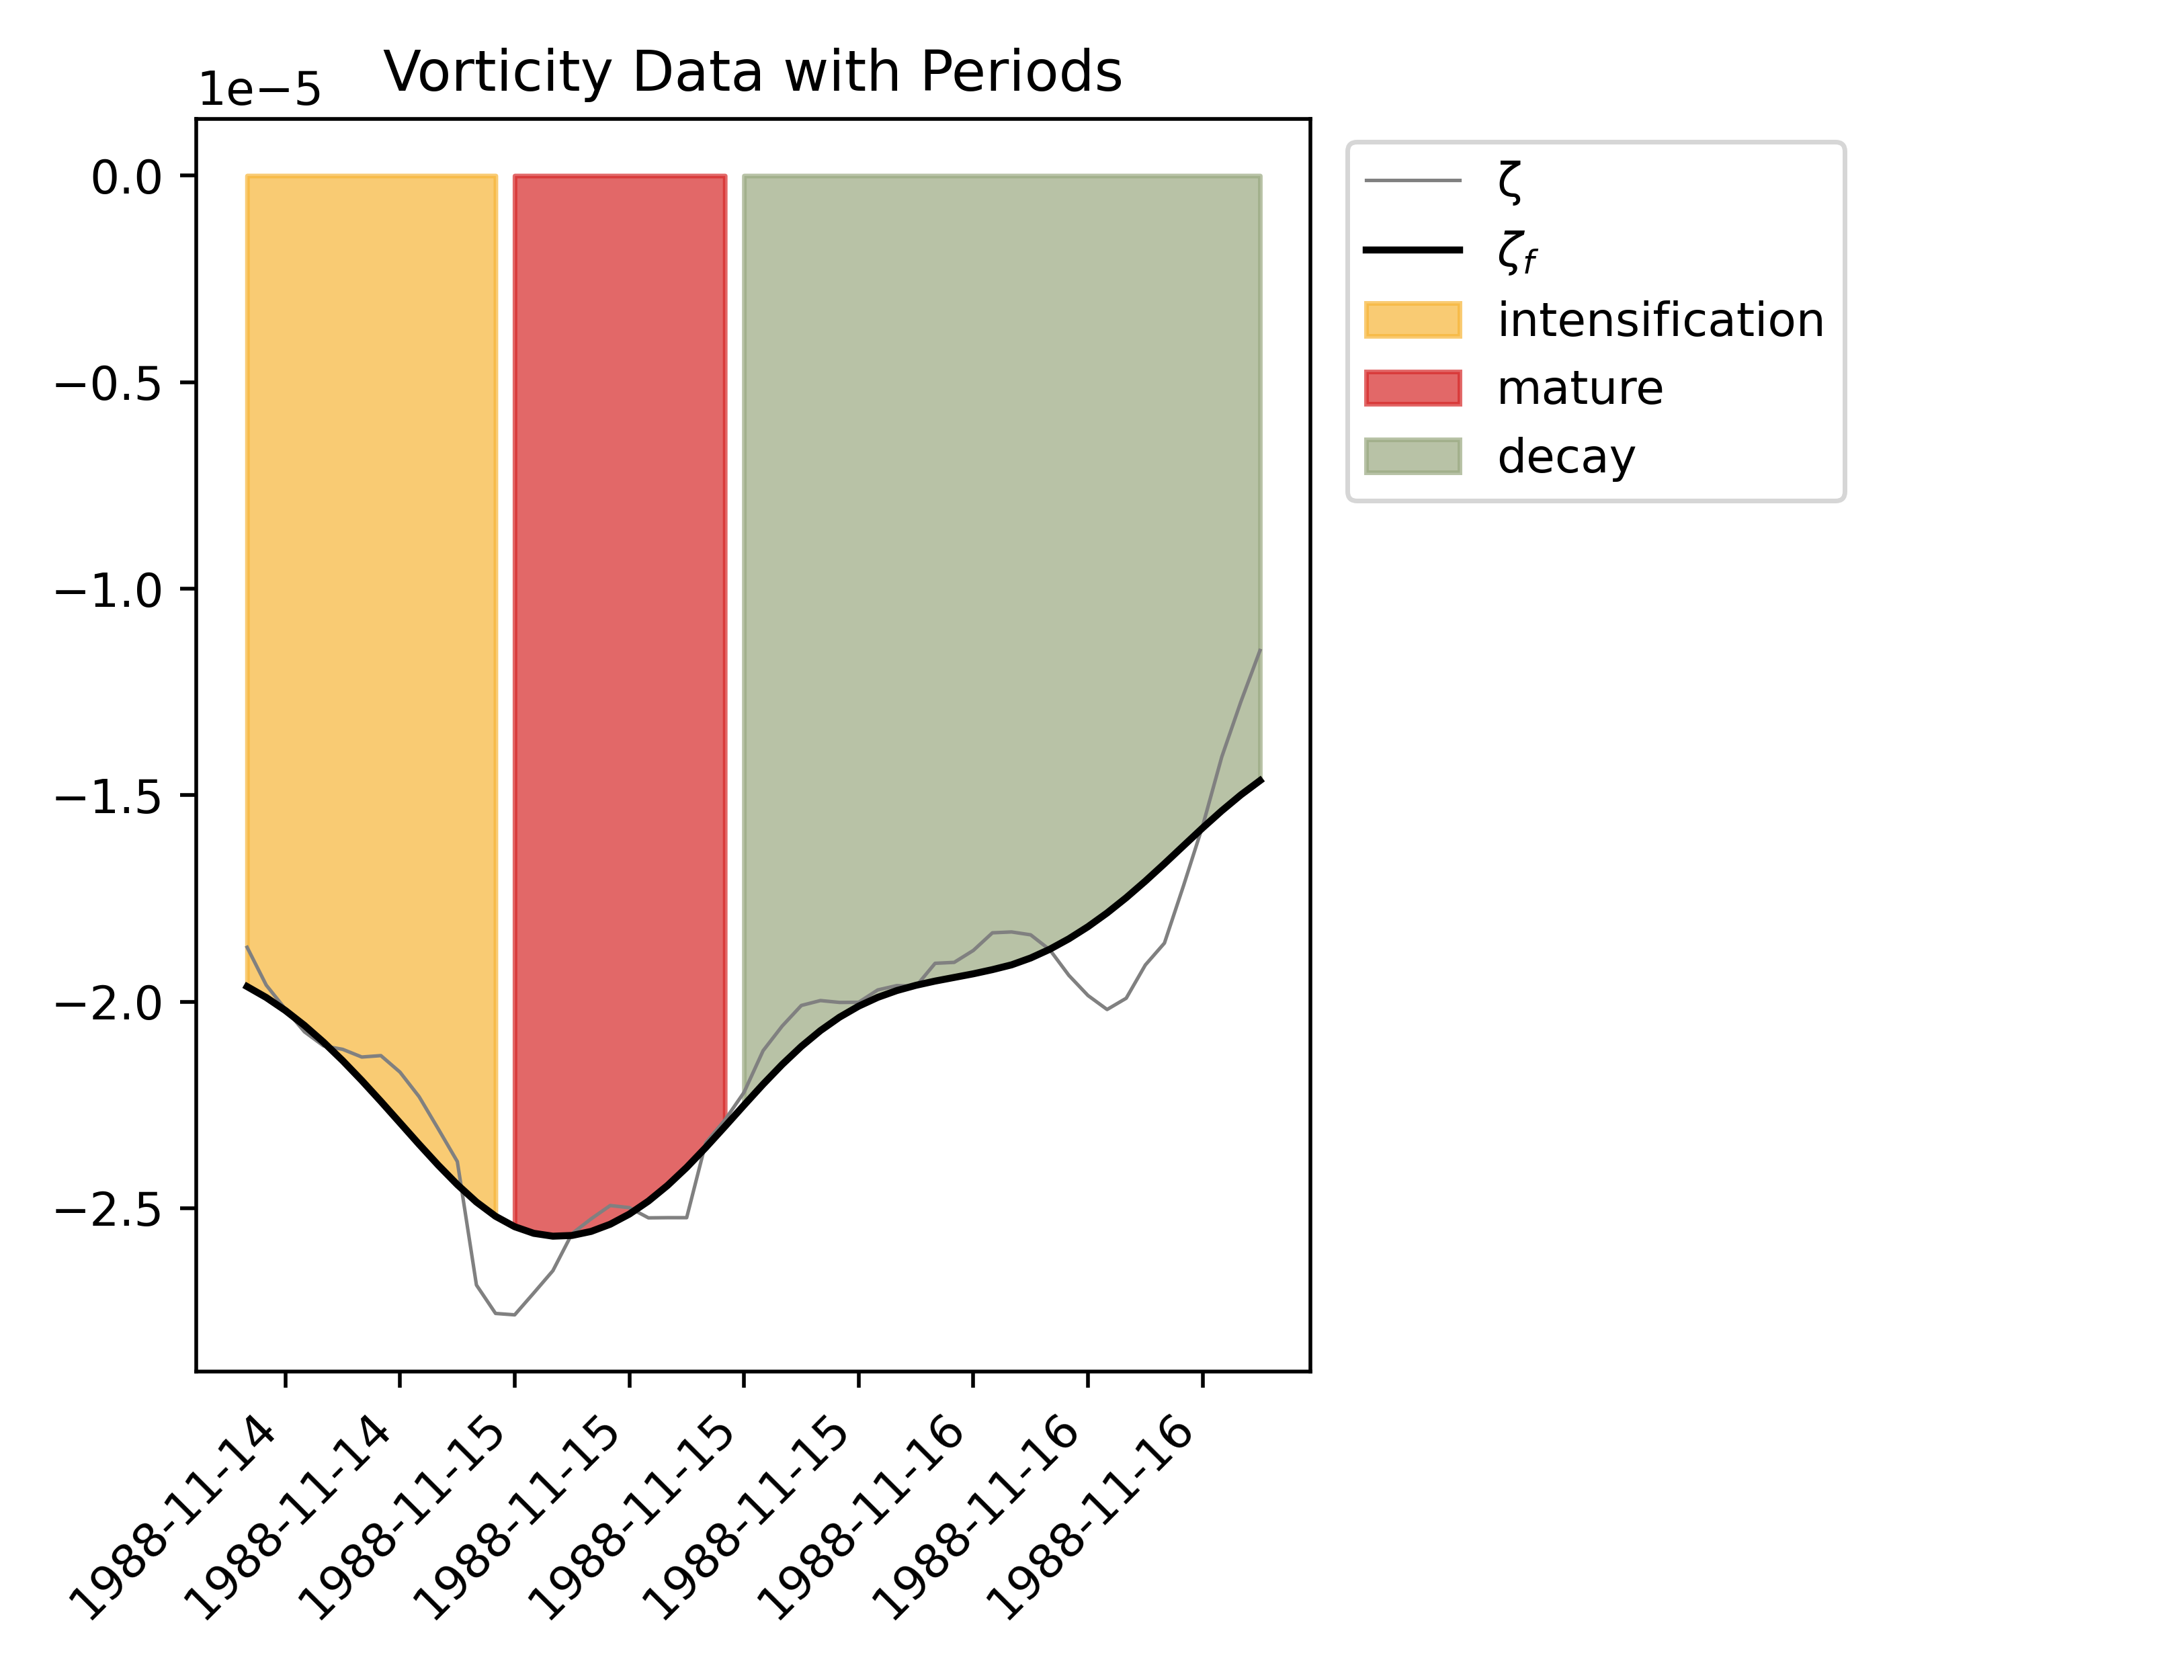 Vorticity Data with Periods
1e−5
0.0
−0.5
−1.0
−1.5
−2.0
−2.5
1988-11-14
1988-11-14
1988-11-15
1988-11-15
1988-11-15
1988-11-15
1988-11-16
1988-11-16
1988-11-16
ζ
ζf
intensification
mature
decay